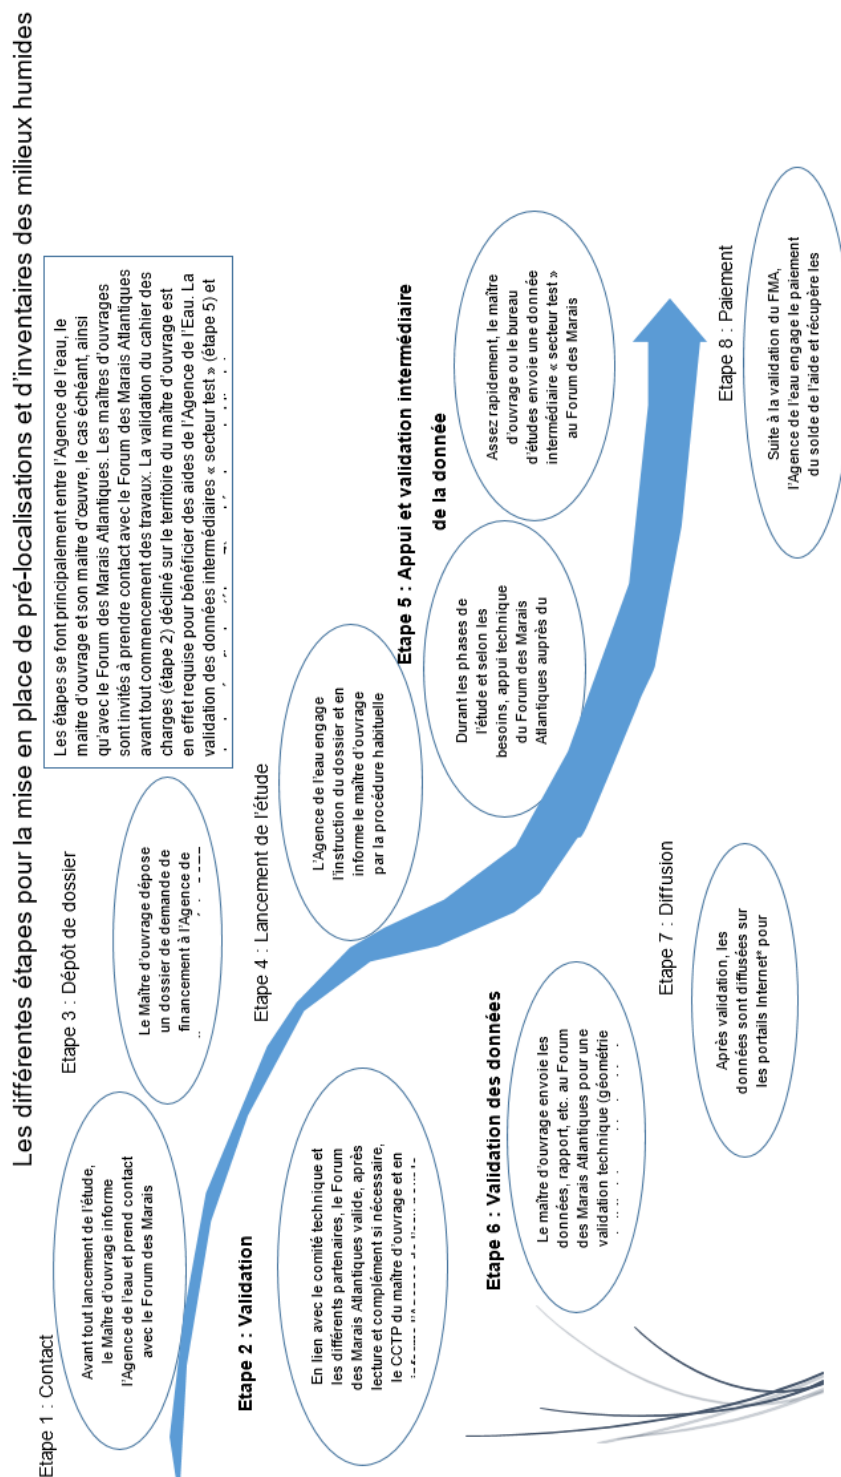 Les différentes étapes pour la mise en place de pré-localisations et d'inventaires des milieux humides
Etape 1 : Contact
Avant tout lancement de l'étude,
le Maître d'ouvrage informe
l'Agence de l'eau et prend contact
avec le Forum des Marais
Etape 2 : Validation
En lien avec le comité technique et
les différents partenaires, le Forum
des Marais Atlantiques valide, après
lecture et complément si nécessaire,
le CCTP du maître d'ouvrage et en
Etape 3 : Dépôt de dossier
Le Maître d'ouvrage dépose
un dossier de demande de
financement à l'Agence de
Les étapes se font principalement entre l'Agence de l'eau, le
maitre d'ouvrage et son maitre d'œuvre, le cas échéant, ainsi
qu'avec le Forum des Marais Atlantiques. Les maîtres d'ouvrages
sont invités à prendre contact avec le Forum des Marais Atlantiques
avant tout commencement des travaux. La validation du cahier des
charges (étape 2) décliné sur le territoire du maître d'ouvrage est
en effet requise pour bénéficier des aides de l'Agence de l'Eau. La
validation des données intermédiaires « secteur test » (étape 5) et
Etape 4 : Lancement de l'étude
L'Agence de l'eau engage
l'instruction du dossier et en
informe le maître d'ouvrage
par la procédure habituelle
Etape 5 : Appui et validation intermédiaire
de la donnée
Durant les phases de
l'étude et selon les
besoins, appui technique
du Forum des Marais
Atlantiques auprès du
Assez rapidement, le maître
d'ouvrage ou le bureau
d'études envoie une donnée
intermédiaire « secteur test »
au Forum des Marais
Etape 6 : Validation des données
Le maître d'ouvrage envoie les
données, rapport, etc. au Forum
des Marais Atlantiques pour une
validation technique (géométrie
Etape 7 : Diffusion
Après validation, les
données sont diffusées sur
les portails Internet* pour
Etape 8 : Paiement
Suite à la validation du FMA,
l'Agence de l'eau engage le paiement
du solde de l'aide et récupère les